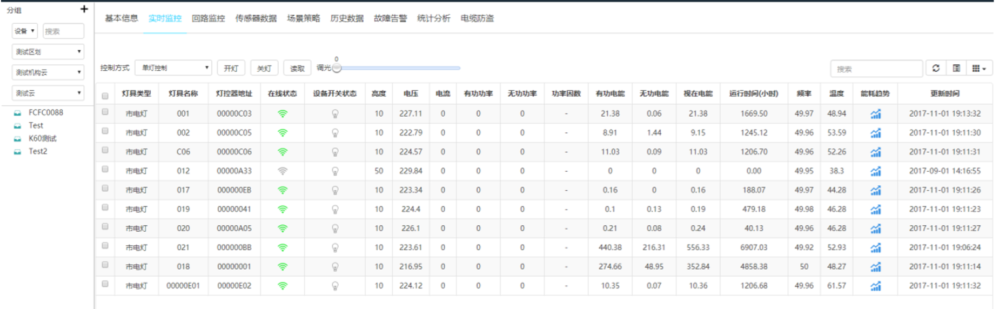 分组 +
设备 搜索
测试区划
测试机构云
测试云
FCFC0088
Test
K60测试
Test2
基本信息 实时监控 回路监控 传感器数据 场景策略 历史数据 故障告警 统计分析 电缆防盗
控制方式 单灯控制 开灯 关灯 读取 调光 0 搜索
灯具类型 灯具名称 灯控器地址 在线状态 设备开关状态 亮度 电压 电流 有功功率 无功功率 功率因数 有功电能 无功电能 视在电能 运行时间(小时) 频率 温度 能耗趋势 更新时间
市电灯 001 00000C03 10 227.11 0 0 0 - 21.38 0.06 21.38 1669.50 49.97 48.94 2017-11-01 19:13:32
市电灯 002 00000C05 10 222.79 0 0 0 - 8.91 1.44 9.15 1245.12 49.96 53.59 2017-11-01 19:11:30
市电灯 C06 00000C06 10 224.57 0 0 0 - 11.03 0.09 11.03 1206.70 49.96 52.26 2017-11-01 19:11:31
市电灯 012 00000A33 50 229.84 0 0 0 - 0 0 0 0.00 49.95 38.3 2017-09-01 14:16:55
市电灯 017 000000EB 10 223.34 0 0 0 - 0.16 0 0.16 188.07 49.97 44.28 2017-11-01 19:11:26
市电灯 019 00000041 10 224.4 0 0 0 - 0.1 0.13 0.19 479.18 49.98 46.28 2017-11-01 19:11:23
市电灯 020 00000A05 10 226.1 0 0 0 - 0.21 0.08 0.24 40.13 49.96 46.28 2017-11-01 19:11:27
市电灯 021 000000BB 10 223.61 0 0 0 - 440.38 216.31 556.33 6907.03 49.92 52.93 2017-11-01 19:06:24
市电灯 018 00000001 10 216.95 0 0 0 - 274.66 48.95 352.84 4858.38 50 48.27 2017-11-01 19:11:14
市电灯 00000E01 00000E02 10 224.12 0 0 0 - 10.35 0.07 10.36 1206.68 49.96 61.57 2017-11-01 19:11:32